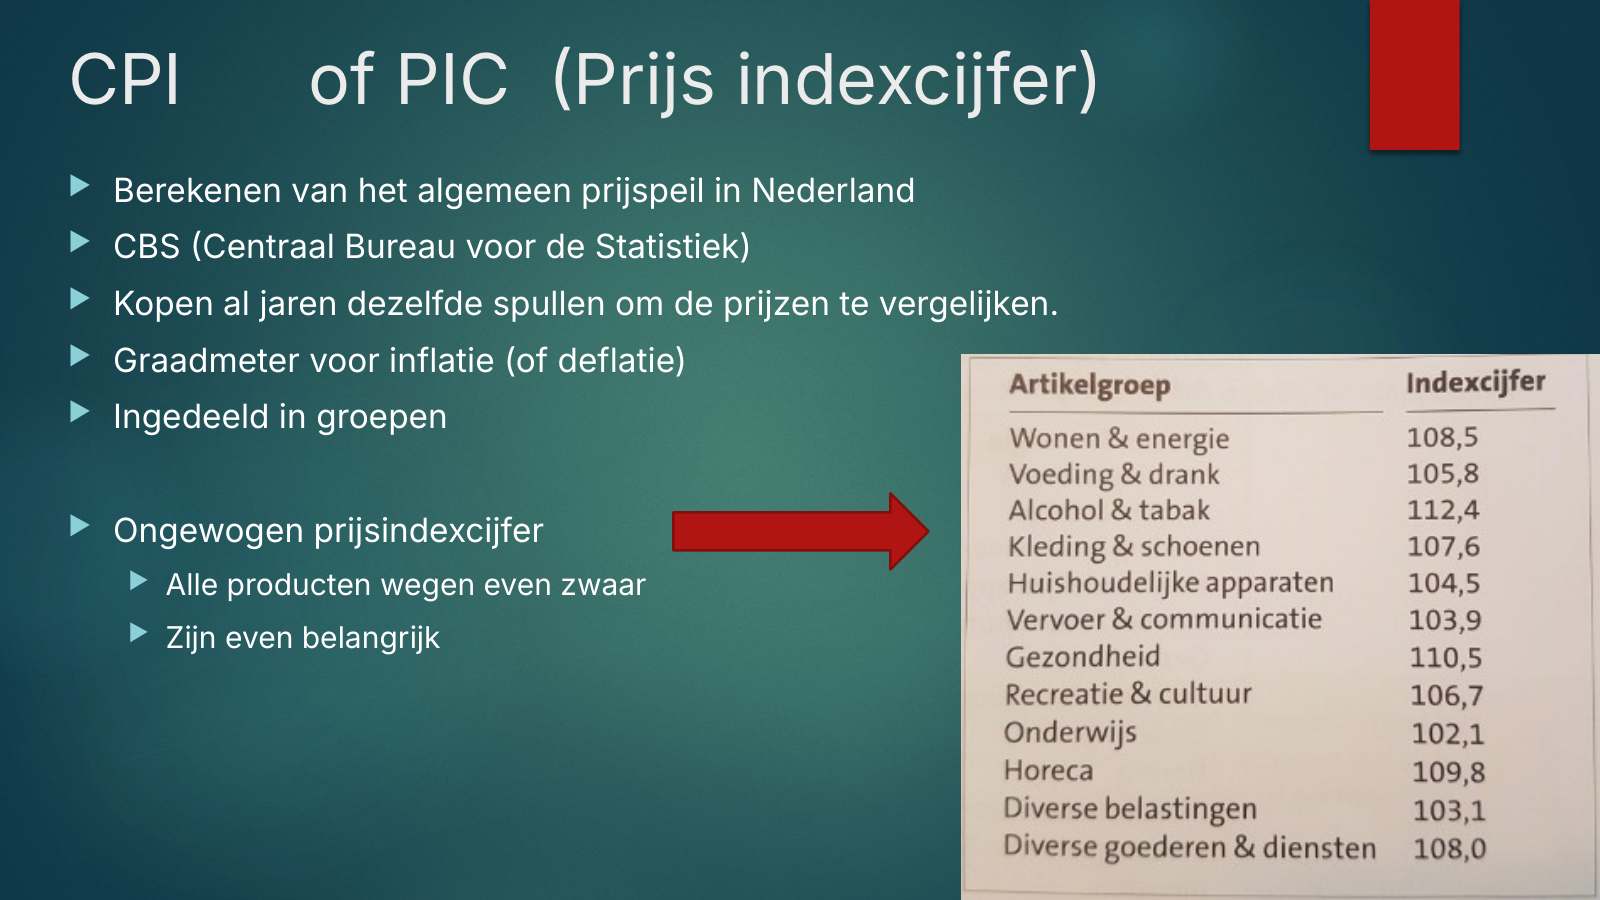 CPI of PIC (Prijs indexcijfer)
Berekenen van het algemeen prijspeil in Nederland
CBS (Centraal Bureau voor de Statistiek)
Kopen al jaren dezelfde spullen om de prijzen te vergelijken.
Graadmeter voor inflatie (of deflatie)
Ingedeeld in groepen
Ongewogen prijsindexcijfer
Alle producten wegen even zwaar
Zijn even belangrijk
Artikelgroep Indexcijfer
Wonen & energie 108,5
Voeding & drank 105,8
Alcohol & tabak 112,4
Kleding & schoenen 107,6
Huishoudelijke apparaten 104,5
Vervoer & communicatie 103,9
Gezondheid 110,5
Recreatie & cultuur 106,7
Onderwijs 102,1
Horeca 109,8
Diverse belastingen 103,1
Diverse goederen & diensten 108,0